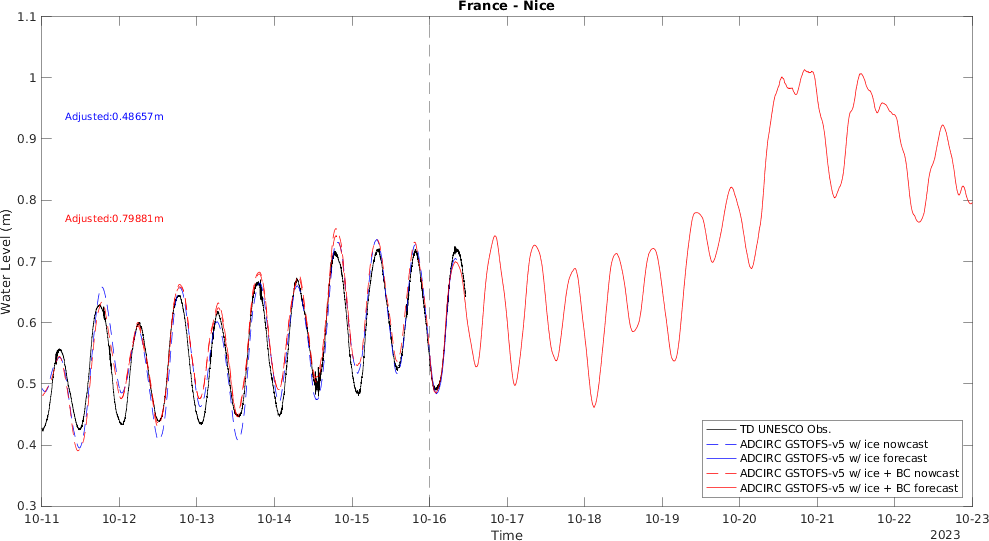 France - Nice
1.1
1
0.9
0.8
0.7
0.6
0.5
0.4
0.3
Water Level (m)
Adjusted:0.48657m
Adjusted:0.79881m
TD UNESCO Obs.
ADCIRC GSTOFS-v5 w/ ice nowcast
ADCIRC GSTOFS-v5 w/ ice forecast
ADCIRC GSTOFS-v5 w/ ice + BC nowcast
ADCIRC GSTOFS-v5 w/ ice + BC forecast
10-11 10-12 10-13 10-14 10-15 10-16 10-17 10-18 10-19 10-20 10-21 10-22 10-23
Time
2023